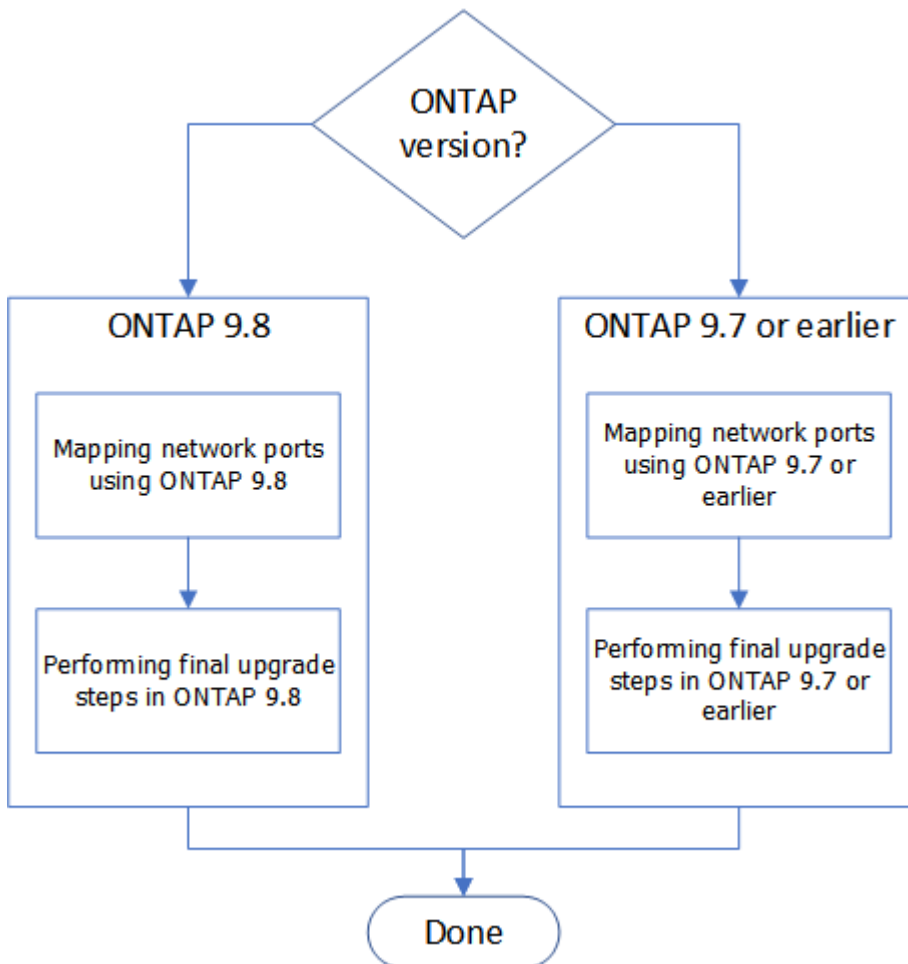 ONTAP
version?
ONTAP 9.8
Mapping network ports
using ONTAP 9.8
Performing final upgrade
steps in ONTAP 9.8
ONTAP 9.7 or earlier
Mapping network ports
using ONTAP 9.7 or
earlier
Performing final upgrade
steps in ONTAP 9.7 or
earlier
Done